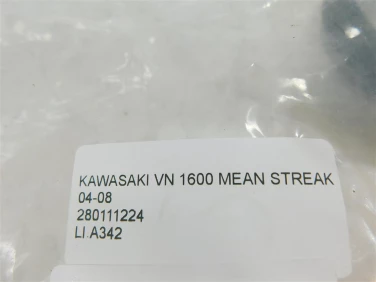 KAWASAKI VN 1600 MEAN STREAK
04-08
280111224
LI.A342